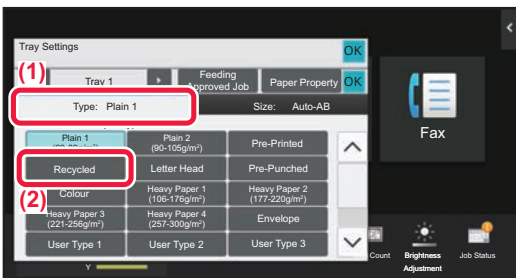 Tray Settings
OK
(1)
Tray 1
Feeding
Approved Job
Paper Property
OK
Type: Plain 1
Size: Auto-AB
Plain 1
Plain 2
(90-105g/m²)
Pre-Printed
Recycled
Letter Head
Pre-Punched
(2)
Colour
Heavy Paper 1
(106-176g/m²)
Heavy Paper 2
(177-220g/m²)
Heavy Paper 3
(221-256g/m²)
Heavy Paper 4
(257-300g/m²)
Envelope
User Type 1
User Type 2
User Type 3
Fax
Count
Brightness
Adjustment
Job Status
Y